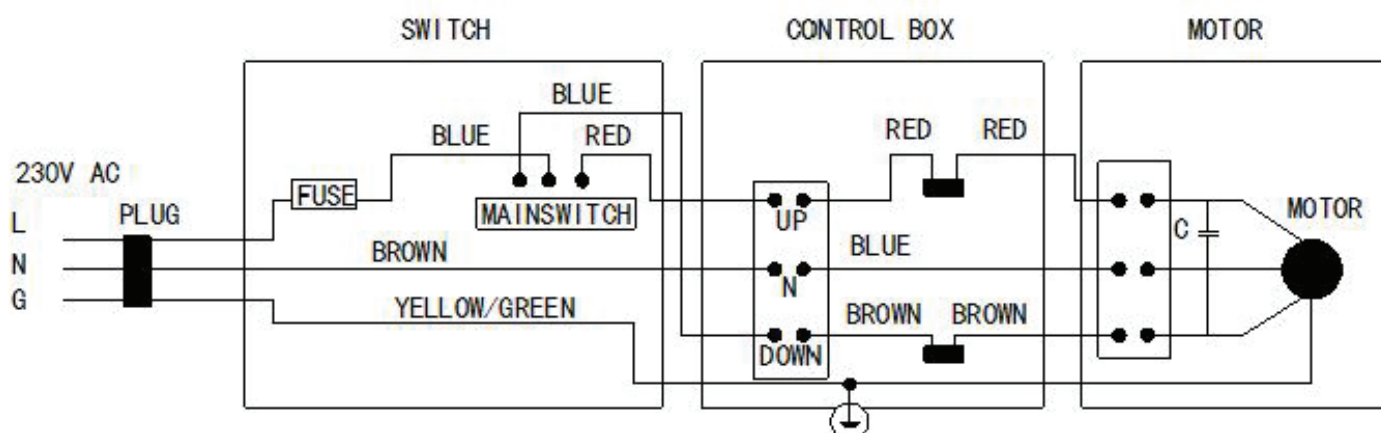 SWITCH
CONTROL BOX
MOTOR
BLUE
BLUE
RED
RED
RED
230V AC
FUSE
MAINSWITCH
L
PLUG
UP
C
MOTOR
N
BROWN
N
BLUE
G
YELLOW/GREEN
BROWN
BROWN
DOWN